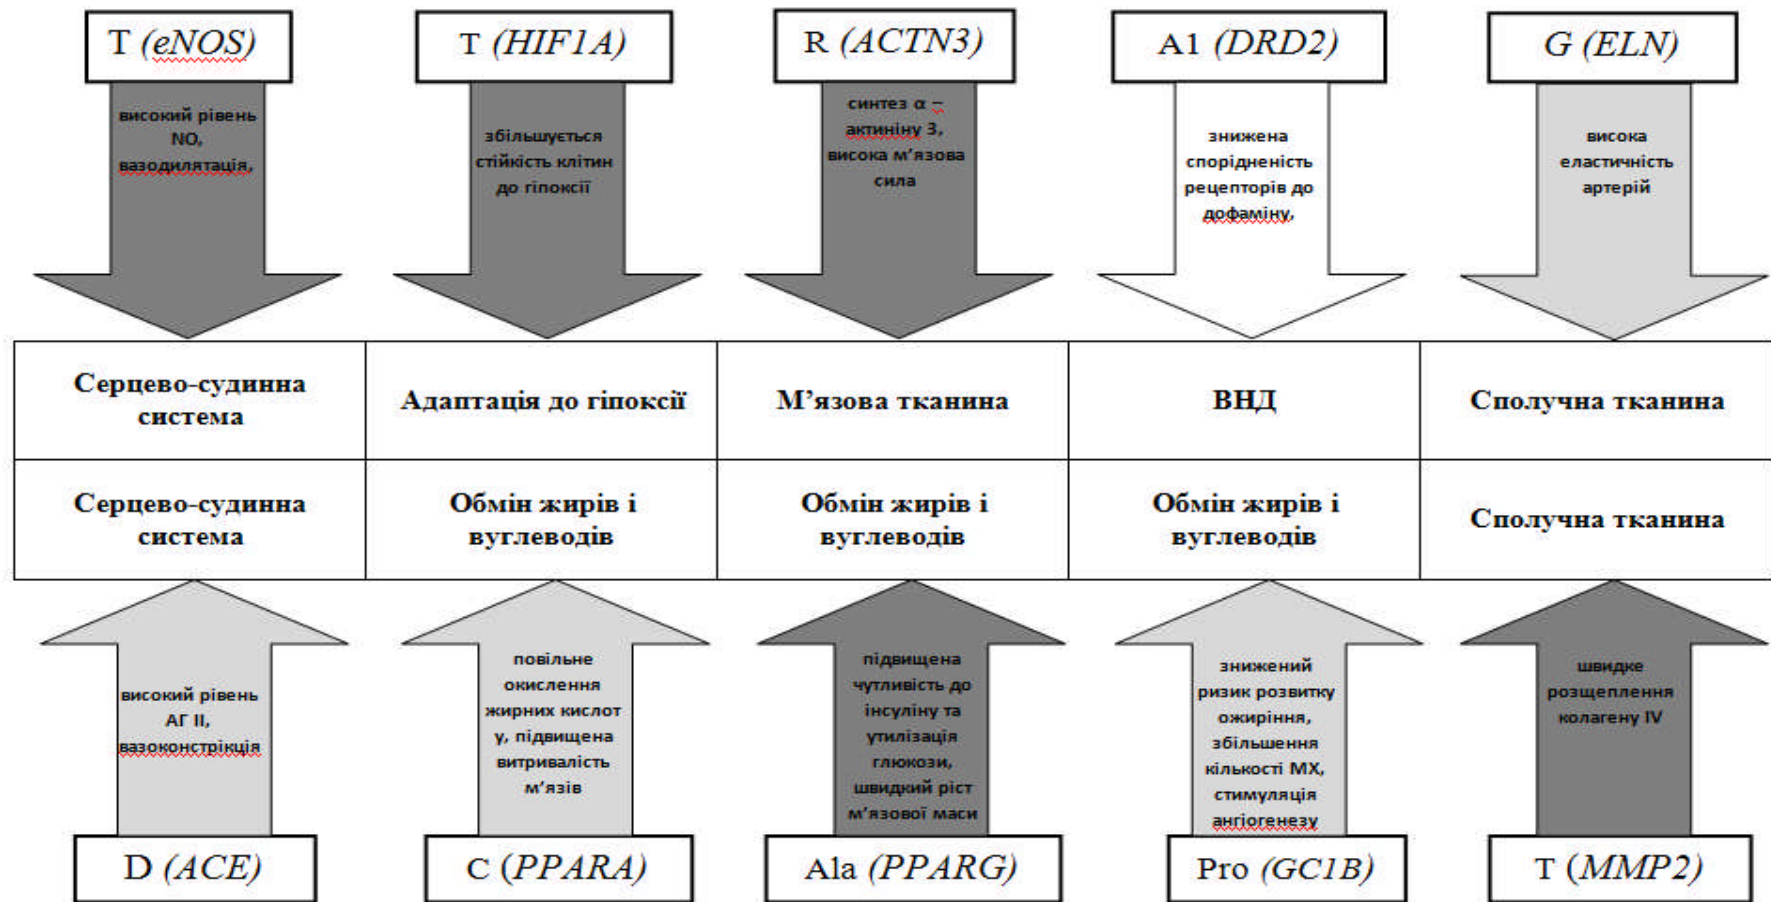 T (eNOS)
T (HIF1A)
R (ACTN3)
A1 (DRD2)
G (ELN)
високий рівень
NO,
вазодилятація,
збільшується
стійкість клітин
до гіпоксії
синтез α –
актиніну 3,
висока м’язова
сила
знижена
спорідненість
рецепторів до
дофаміну,
висока
еластичність
артерій
Серцево-судинна
система
Адаптація до гіпоксії
М’язова тканина
ВНД
Сполучна тканина
Серцево-судинна
система
Обмін жирів і
вуглеводів
Обмін жирів і
вуглеводів
Обмін жирів і
вуглеводів
Сполучна тканина
високий рівень
АГ ІІ,
вазоконстрікція
повільне
окислення
жирних кислот
у, підвищена
витривалість
м’язів
підвищена
чутливість до
інсуліну та
утилізація
глюкози,
швидкий ріст
м’язової маси
знижений
ризик розвитку
ожиріння,
збільшення
кількості МХ,
стимуляція
ангіогенезу
швидке
розщеплення
колагену IV
D (ACE)
C (PPARA)
Ala (PPARG)
Pro (GC1B)
T (MMP2)